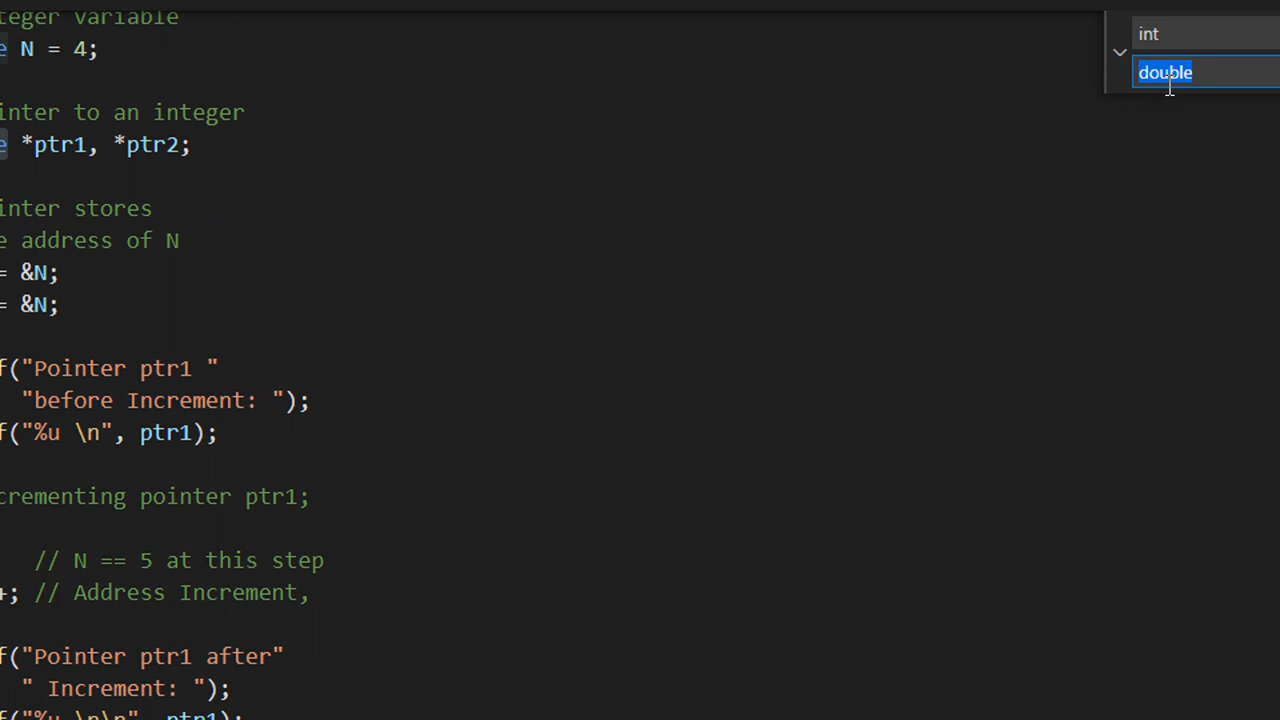 teger variable
e N = 4;
inter to an integer
e *ptr1, *ptr2;
inter stores
e address of N
= &N;
= &N;
f("Pointer ptr1 "
"before Increment: ");
f("%u \n", ptr1);
crementing pointer ptr1;
// N == 5 at this step
+; // Address Increment,
f("Pointer ptr1 after"
" Increment: ");
f("%u \n\n", ptr1);
int
double